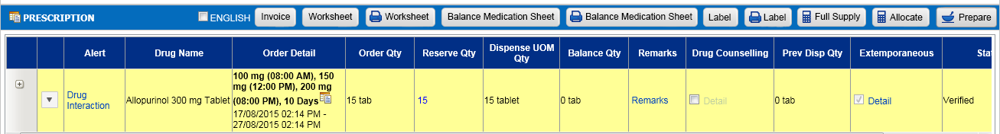 PRESCRIPTION ENGLISH Invoice Worksheet Worksheet Balance Medication Sheet Balance Medication Sheet Label Label Full Supply Allocate Prepare
Alert Drug Name Order Detail Order Qty Reserve Qty Dispense UOM Qty Balance Qty Remarks Drug Counselling Prev Disp Qty Extemporaneous Stat
Drug Interaction
Allopurinol 300 mg Tablet
100 mg (08:00 AM), 150
mg (12:00 PM), 200 mg
(08:00 PM), 10 Days
17/08/2015 02:14 PM -
27/08/2015 02:14 PM
15 tab 15 15 tablet 0 tab Remarks Detail 0 tab Detail Verified